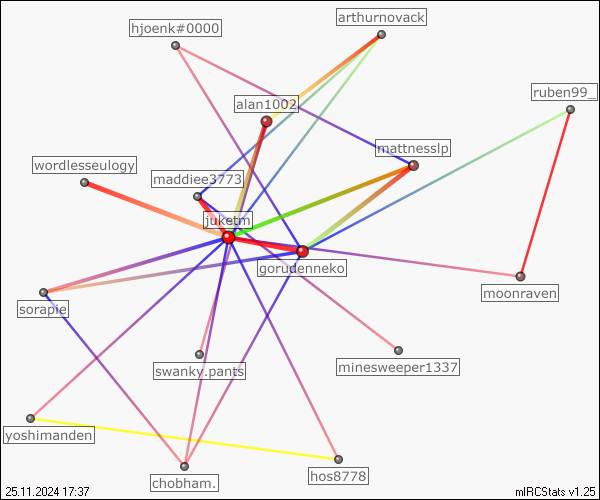 arthurnovack
hjoenk#0000
ruben99_
alan1002
mattnesslp
wordlesseulogy
maddiee3773
juketm
gorudenneko
moonraven
sorapie
minesweeper1337
swanky.pants
yoshimanden
hos8778
chobham.
25.11.2024 17:37
mIRCStats v1.25